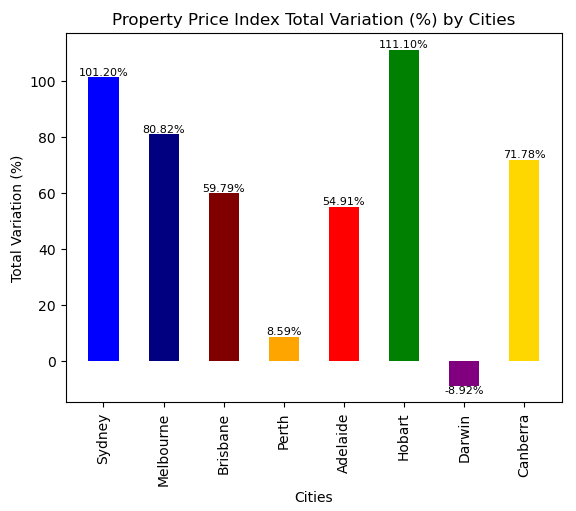 Property Price Index Total Variation (%) by Cities
111.10%
101.20%
80.82%
71.78%
59.79%
54.91%
8.59%
-8.92%
100
80
60
40
20
0
Total Variation (%)
Sydney
Melbourne
Brisbane
Perth
Adelaide
Hobart
Darwin
Canberra
Cities